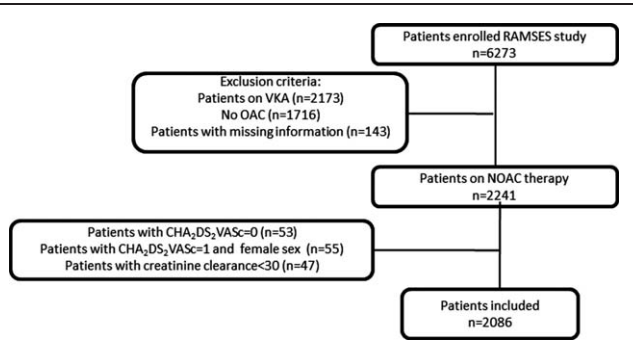 Patients enrolled RAMSES study
n=6273
Exclusion criteria:
Patients on VKA (n=2173)
No OAC (n=1716)
Patients with missing information (n=143)
Patients on NOAC therapy
n=2241
Patients with CHA₂DS₂VASc=0 (n=53)
Patients with CHA₂DS₂VASc=1 and female sex (n=55)
Patients with creatinine clearance<30 (n=47)
Patients included
n=2086